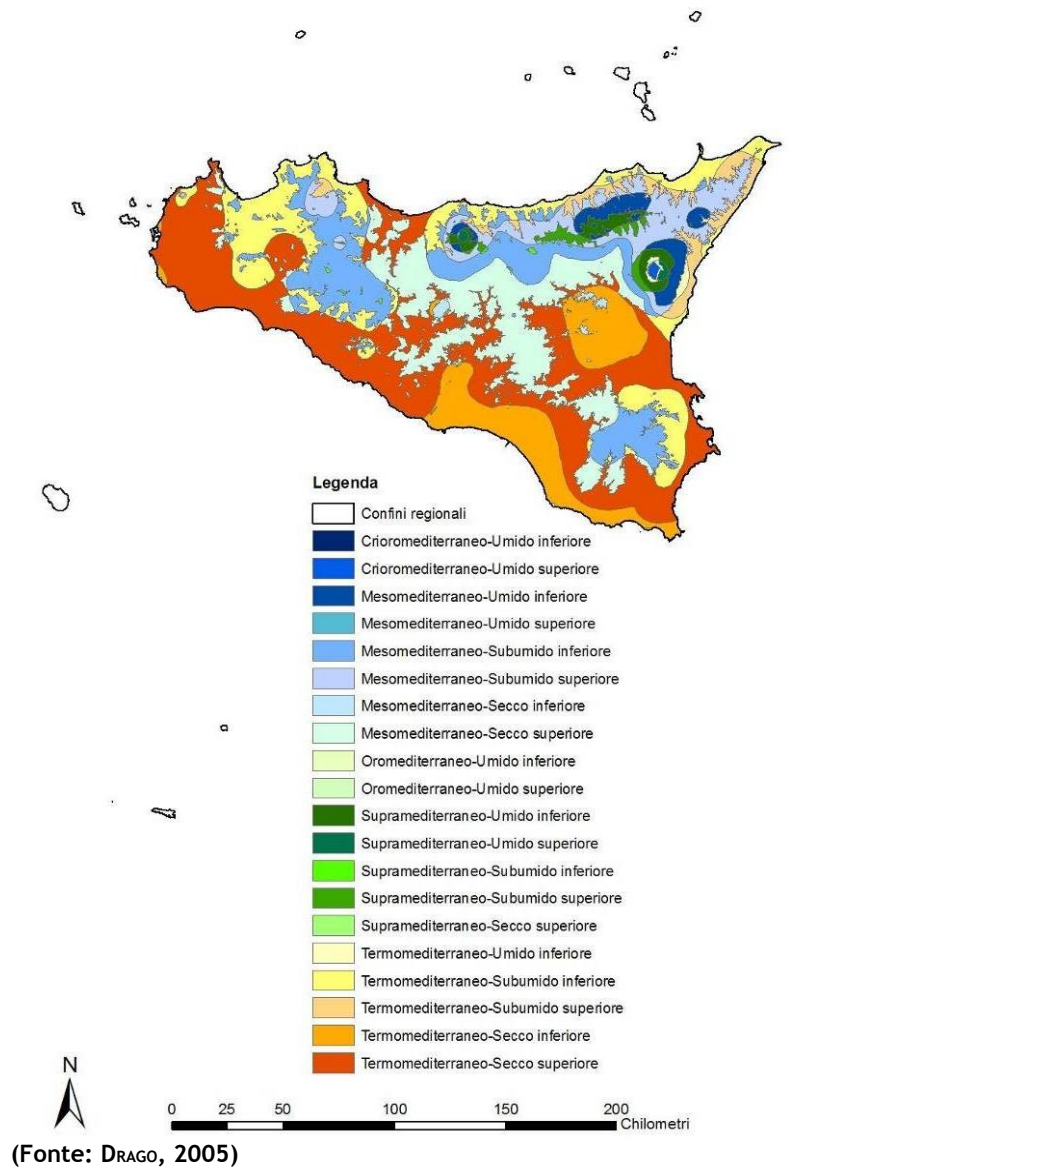 Legenda
Confini regionali
Crioromediterraneo-Umido inferiore
Crioromediterraneo-Umido superiore
Mesomediterraneo-Umido inferiore
Mesomediterraneo-Umido superiore
Mesomediterraneo-Subumido inferiore
Mesomediterraneo-Subumido superiore
Mesomediterraneo-Secco inferiore
Mesomediterraneo-Secco superiore
Oromediterraneo-Umido inferiore
Oromediterraneo-Umido superiore
Supramediterraneo-Umido inferiore
Supramediterraneo-Umido superiore
Supramediterraneo-Subumido inferiore
Supramediterraneo-Subumido superiore
Supramediterraneo-Secco superiore
Termomediterraneo-Umido inferiore
Termomediterraneo-Subumido inferiore
Termomediterraneo-Subumido superiore
Termomediterraneo-Secco inferiore
Termomediterraneo-Secco superiore
N
0 25 50 100 150 200
Chilometri
(Fonte: DRAGO, 2005)